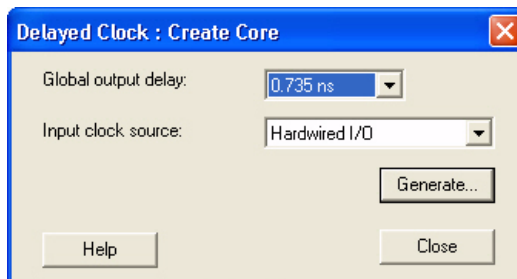 Delayed Clock : Create Core
Global output delay:
0.735 ns
Input clock source:
Hardwired I/O
Generate...
Help
Close